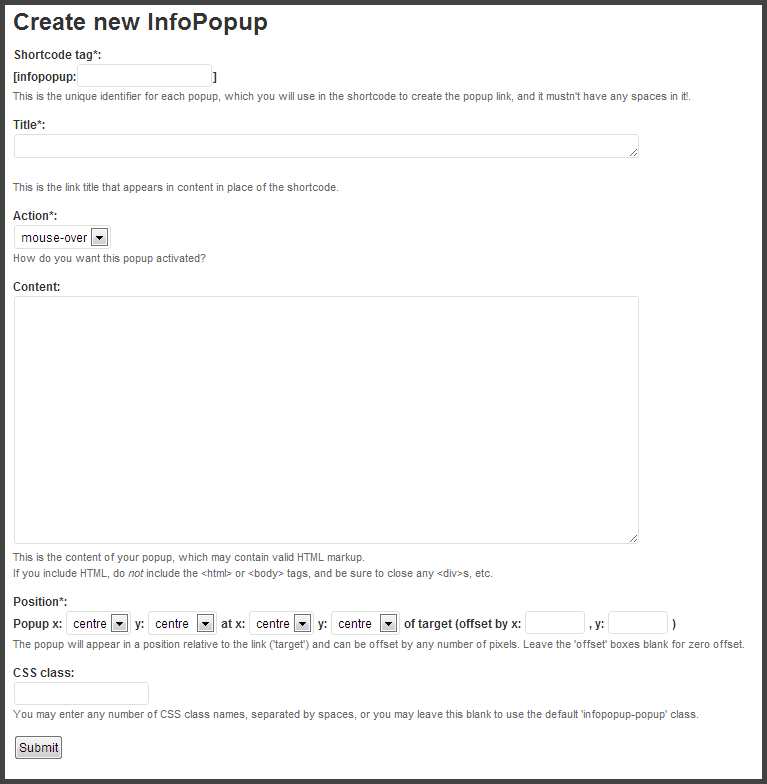 Create new InfoPopup
Shortcode tag*:
[infopopup: ]
This is the unique identifier for each popup, which you will use in the shortcode to create the popup link, and it mustn't have any spaces in it!.
Title*:
This is the link title that appears in content in place of the shortcode.
Action*:
mouse-over
How do you want this popup activated?
Content:
This is the content of your popup, which may contain valid HTML markup.
If you include HTML, do not include the <html> or <body> tags, and be sure to close any <div>s, etc.
Position*:
Popup x: centre y: centre at x: centre y: centre of target (offset by x: , y: )
The popup will appear in a position relative to the link ('target') and can be offset by any number of pixels. Leave the 'offset' boxes blank for zero offset.
CSS class:
You may enter any number of CSS class names, separated by spaces, or you may leave this blank to use the default 'infopopup-popup' class.
Submit